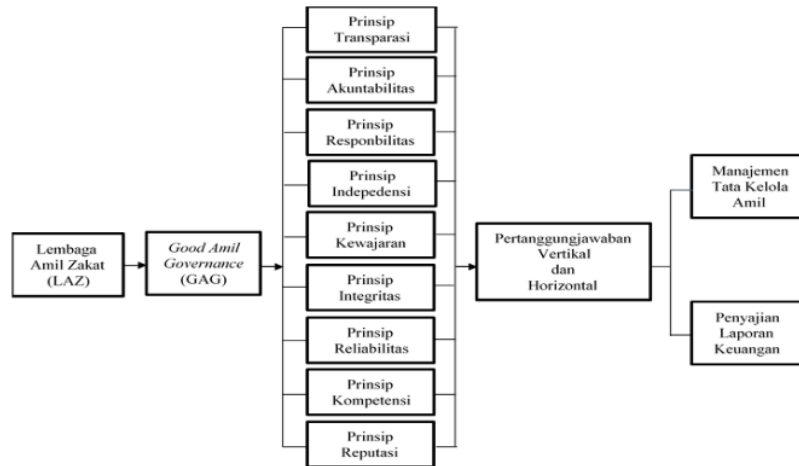 Lembaga
Amil Zakat
(LAZ)
Good Amil
Governance
(GAG)
Prinsip
Transparasi
Prinsip
Akuntabilitas
Prinsip
Responbilitas
Prinsip
Indepedensi
Prinsip
Kewajaran
Prinsip
Integritas
Prinsip
Reliabilitas
Prinsip
Kompetensi
Prinsip
Reputasi
Pertanggungjawaban
Vertikal
dan
Horizontal
Manajemen
Tata Kelola
Amil
Penyajian
Laporan
Keuangan